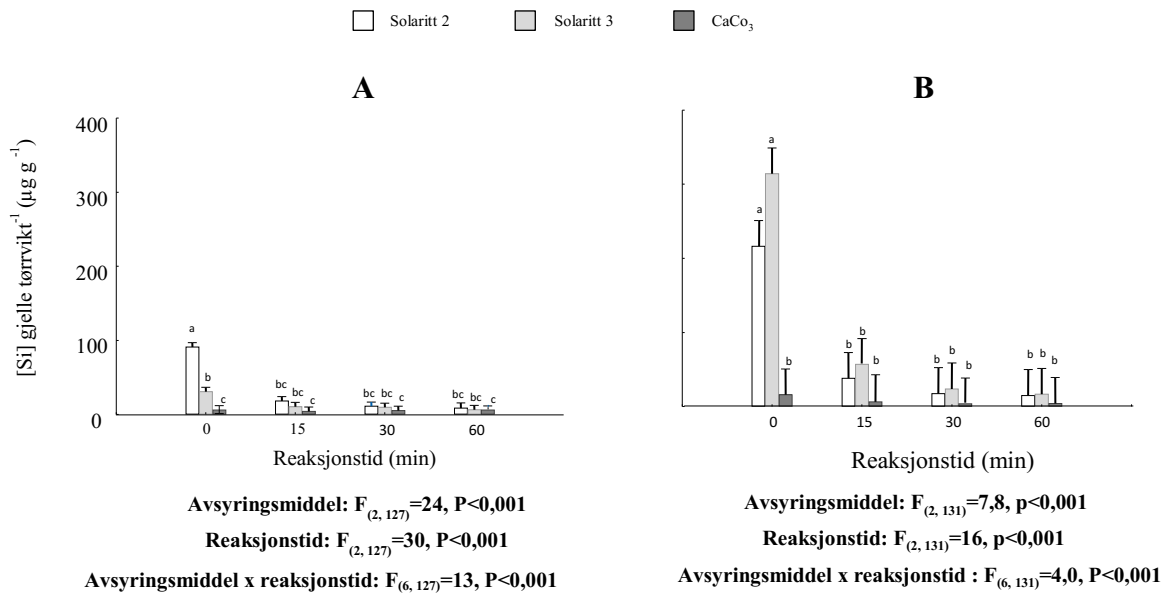 Solaritt 2 Solaritt 3 CaCo₃
A B
[Si] gjelle tørrvikt⁻¹ (µg g ⁻¹)
400
300
200
100
0
a
b
c
bc bc c
bc bc c
bc bc c
0 15 30 60
Reaksjonstid (min)
a
a
b
b b b
b b b
b b b
0 15 30 60
Reaksjonstid (min)
Avsyringsmiddel: F₍₂, ₁₂₇₎=24, P<0,001
Reaksjonstid: F₍₂, ₁₂₇₎=30, P<0,001
Avsyringsmiddel x reaksjonstid: F₍₆, ₁₂₇₎=13, P<0,001
Avsyringsmiddel: F₍₂, ₁₃₁₎=7,8, p<0,001
Reaksjonstid: F₍₂, ₁₃₁₎=16, p<0,001
Avsyringsmiddel x reaksjonstid : F₍₆, ₁₃₁₎=4,0, P<0,001